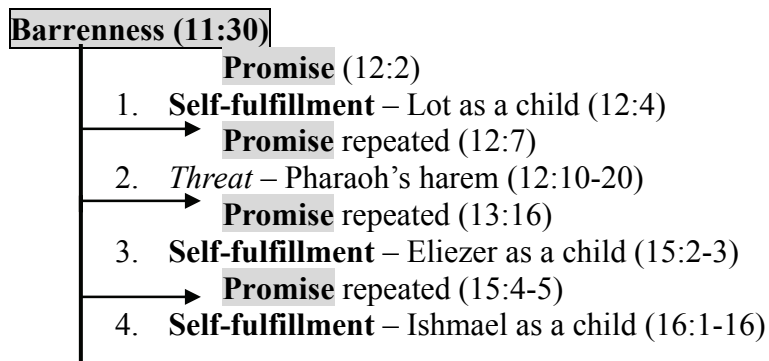 Barrenness (11:30)
Promise (12:2)
1. Self-fulfillment – Lot as a child (12:4)
Promise repeated (12:7)
2. Threat – Pharaoh’s harem (12:10-20)
Promise repeated (13:16)
3. Self-fulfillment – Eliezer as a child (15:2-3)
Promise repeated (15:4-5)
4. Self-fulfillment – Ishmael as a child (16:1-16)